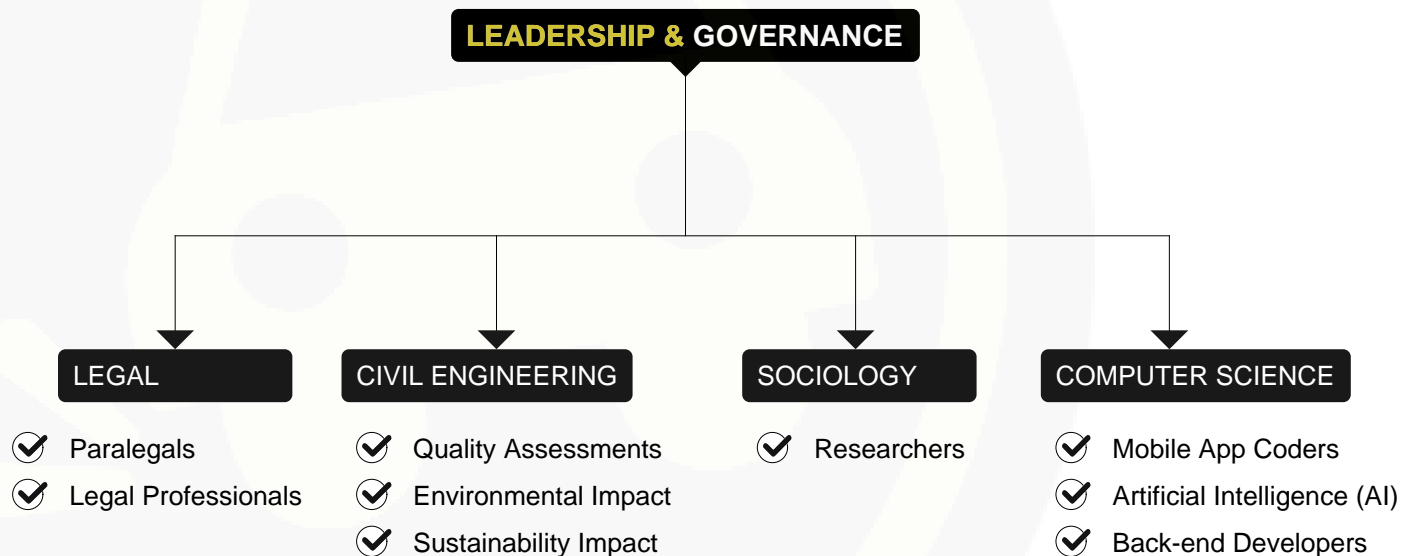 LEADERSHIP & GOVERNANCE
LEGAL
Paralegals
Legal Professionals
CIVIL ENGINEERING
Quality Assessments
Environmental Impact
Sustainability Impact
SOCIOLOGY
Researchers
COMPUTER SCIENCE
Mobile App Coders
Artificial Intelligence (AI)
Back-end Developers